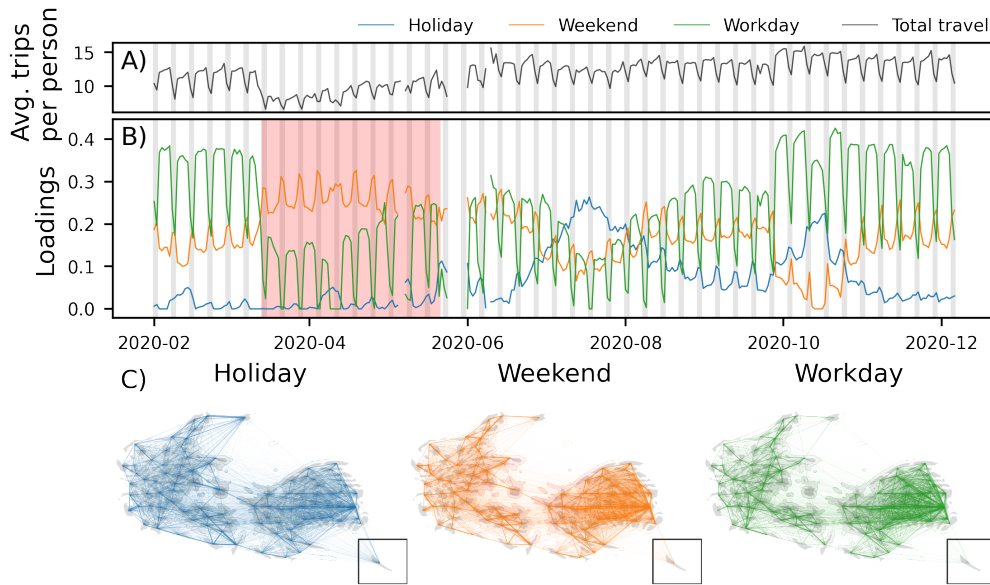 Holiday Weekend Workday Total travel
A)
Avg. trips
per person
15
10
B)
Loadings
0.4
0.3
0.2
0.1
0.0
2020-02 2020-04 2020-06 2020-08 2020-10 2020-12
C) Holiday Weekend Workday